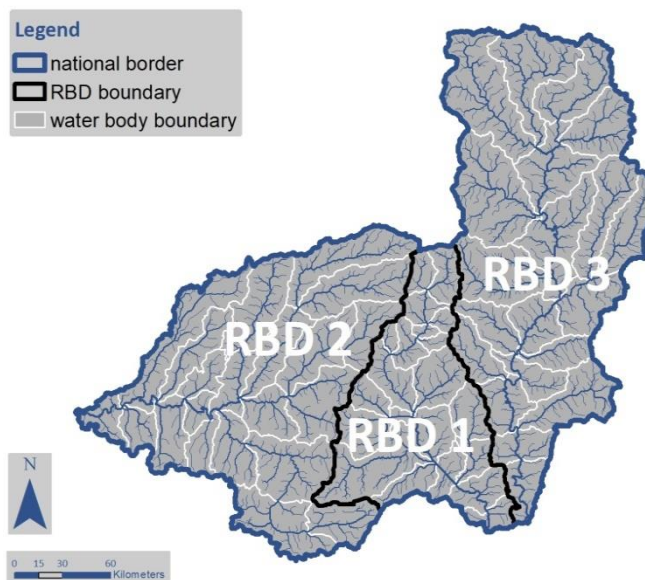 Legend
national border
RBD boundary
water body boundary
RBD 3
RBD 2
RBD 1
N
0 15 30 60
Kilometers